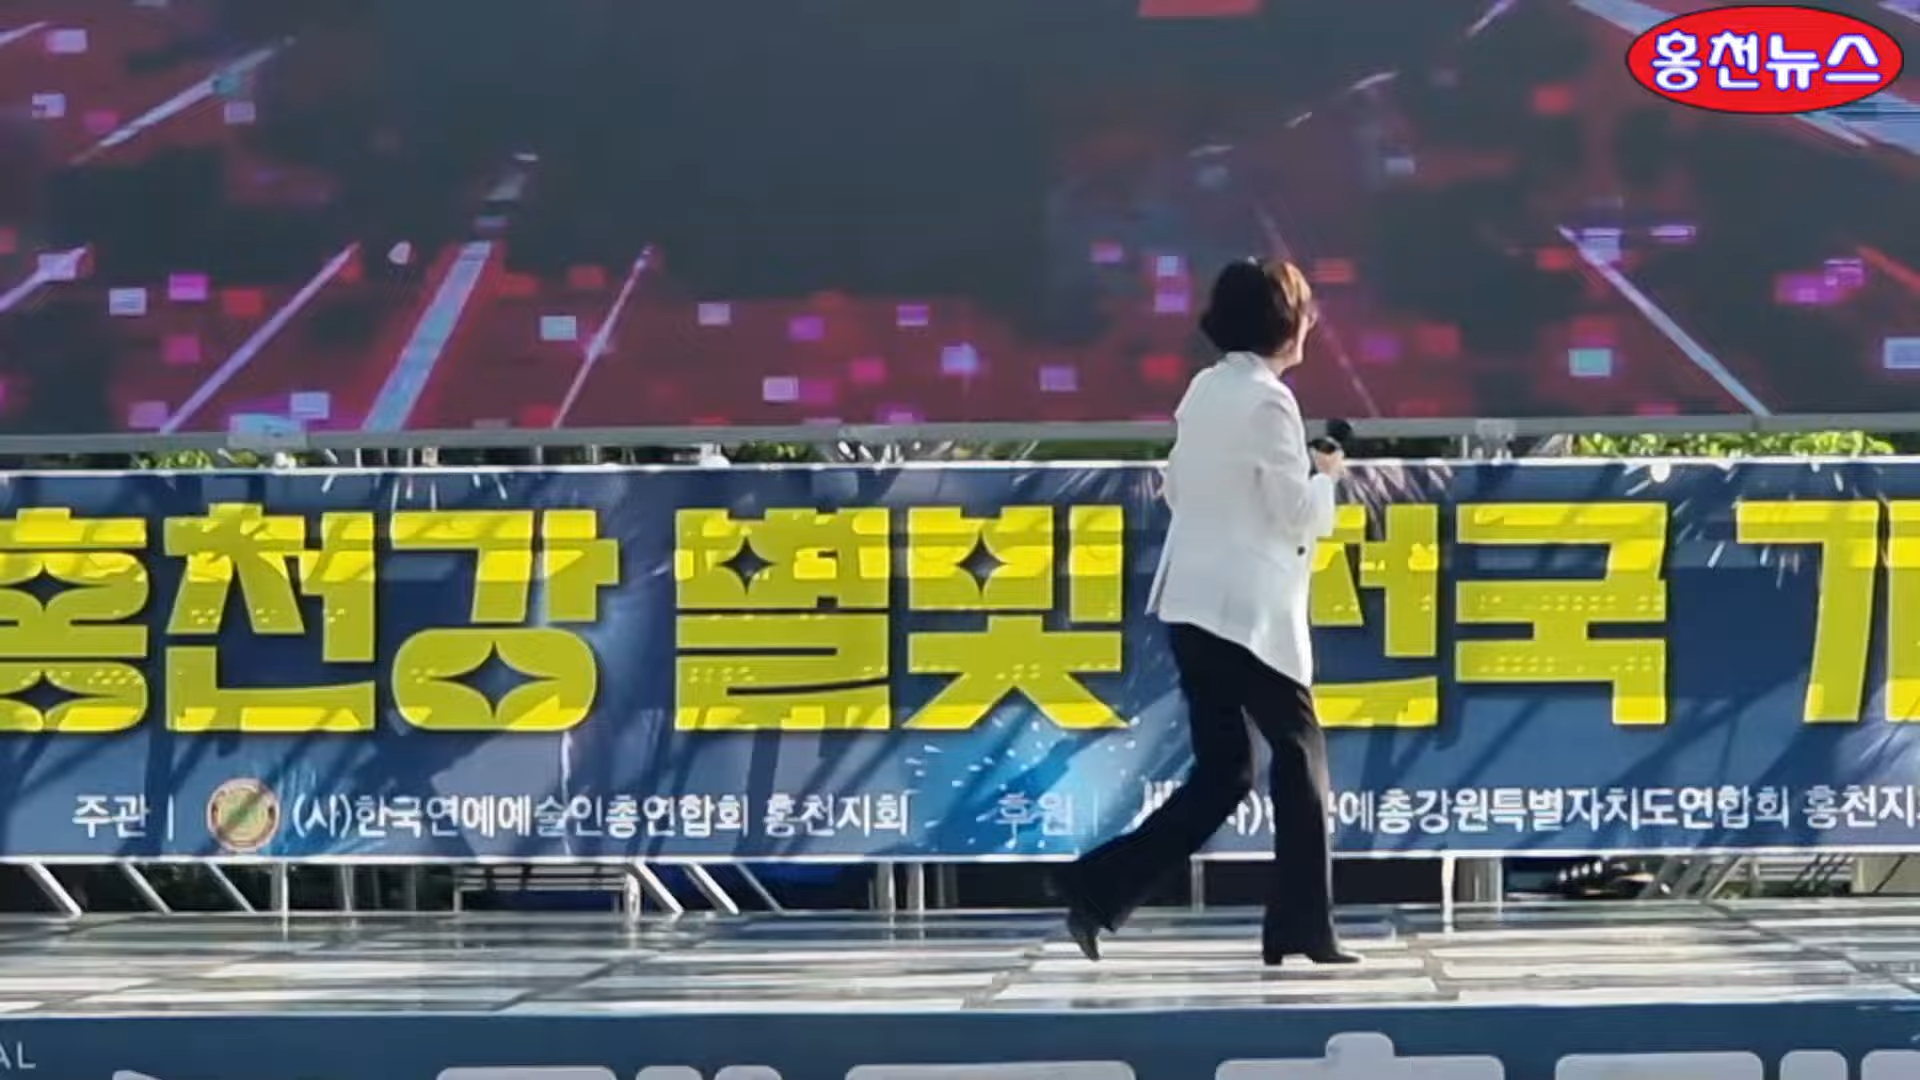 홍천뉴스
홍천강 별빛 전국
주관 | (사)한국연예예술인총연합회 홍천지회 후원 | 예총강원특별자치도연합회 홍천지
AL